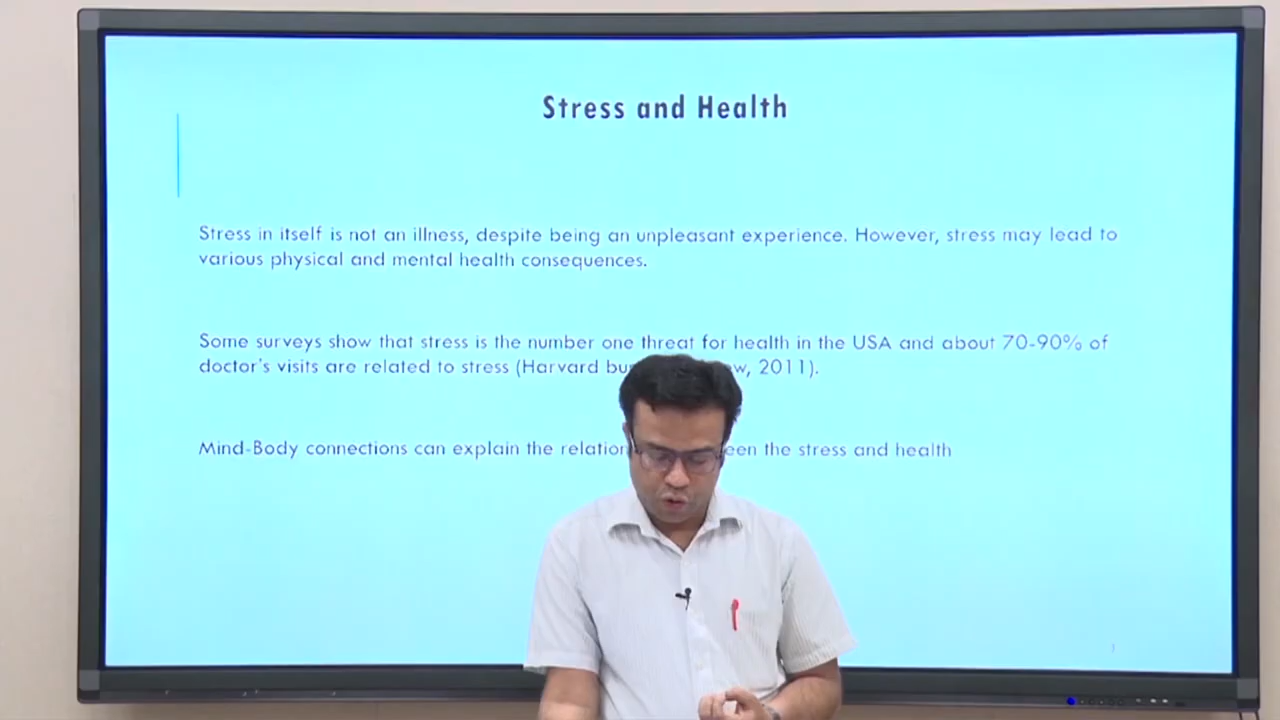 Stress and Health
Stress in itself is not an illness, despite being an unpleasant experience. However, stress may lead to
various physical and mental health consequences.
Some surveys show that stress is the number one threat for health in the USA and about 70-90% of
doctor's visits are related to stress (Harvard 2011).
Mind-Body connections can explain the the stress and health